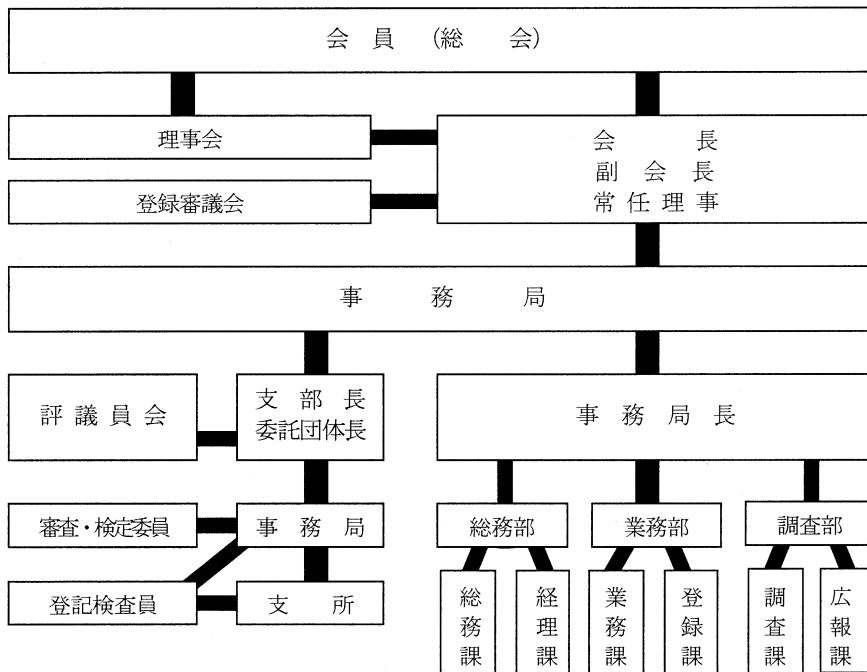 会員(総会)
理事会
会長
副会長
常任理事
登録審議会
事務局
評議員会
支部長
委託団体長
事務局長
審査・検定委員
事務局
総務部
業務部
調査部
登記検査員
支所
総務課
経理課
業務課
登録課
調査課
広報課